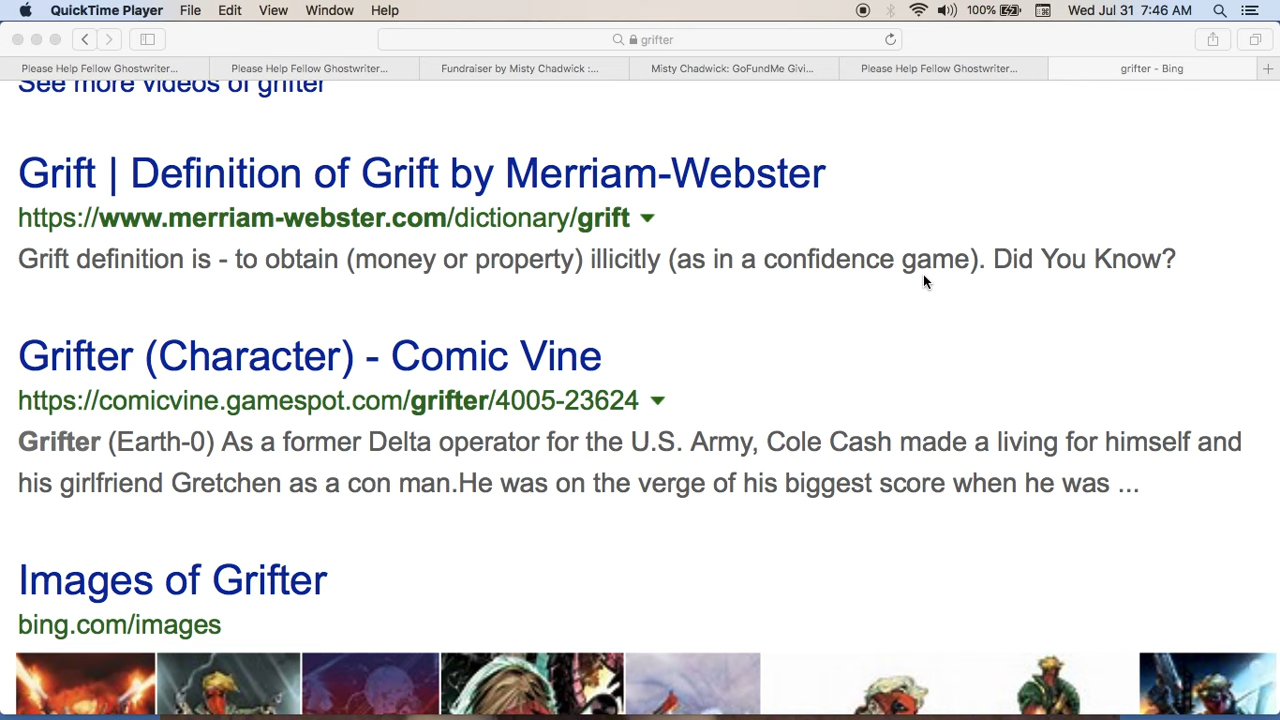 QuickTime Player File Edit View Window Help 100% Wed Jul 31 7:46 AM
grifter
Please Help Fellow Ghostwriter... Please Help Fellow Ghostwriter... Fundraiser by Misty Chadwick :... Misty Chadwick: GoFundMe Givi... Please Help Fellow Ghostwriter... grifter - Bing
See more videos of grifter
Grift | Definition of Grift by Merriam-Webster
https://www.merriam-webster.com/dictionary/grift
Grift definition is - to obtain (money or property) illicitly (as in a confidence game). Did You Know?
Grifter (Character) - Comic Vine
https://comicvine.gamespot.com/grifter/4005-23624
Grifter (Earth-0) As a former Delta operator for the U.S. Army, Cole Cash made a living for himself and
his girlfriend Gretchen as a con man.He was on the verge of his biggest score when he was ...
Images of Grifter
bing.com/images